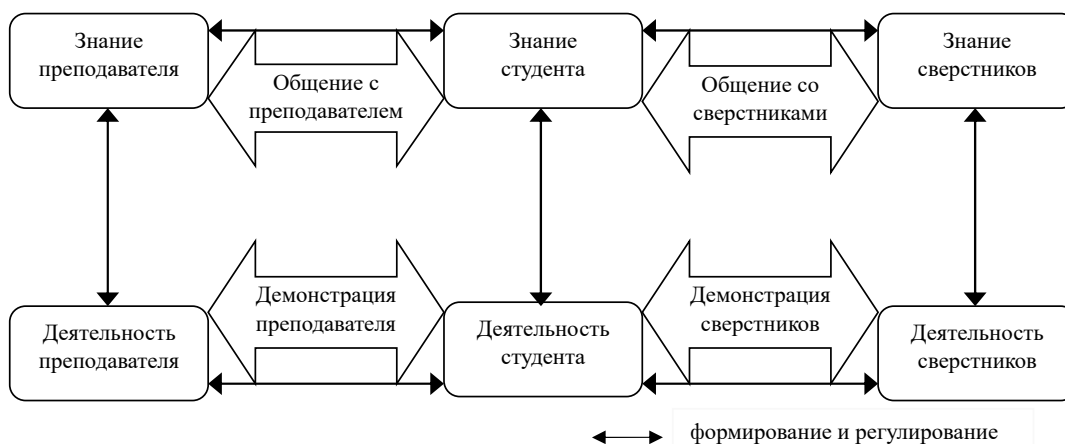 Знание
преподавателя
Общение с
преподавателем
Знание
студента
Общение со
сверстниками
Знание
сверстников
Деятельность
преподавателя
Демонстрация
преподавателя
Деятельность
студента
Демонстрация
сверстников
Деятельность
сверстников
формирование и регулирование